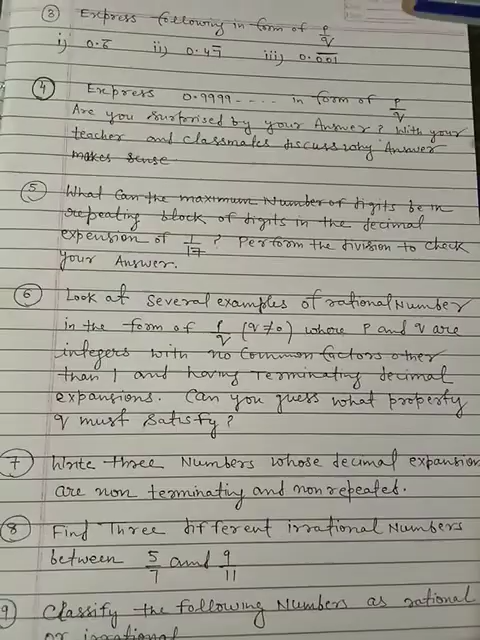 ③ Express following in form of p/q
i) 0.6̅ ii) 0.47̅ iii) 0.0̅0̅1̅
④ Express 0.9999..... in form of p/q
Are you surprised by your Answer? With your
teacher and classmates discuss why Answer
makes sense
⑤ What can the maximum Number of digits be in
repeating block of digits in the decimal
expension of 1/17? Perform the division to check
your Answer.
⑥ Look at several examples of rational Number
in the form of p/q (q≠0) where P and q are
integers with no common factors other
than 1 and having Terminating decimal
expansions. Can you guess what property
q must satisfy?
⑦ Write three Numbers whose decimal expansion
are non terminating and non repeated.
⑧ Find Three different irrational Numbers
between 5/7 and 9/11
9 Classify the following Numbers as rational
or irrational